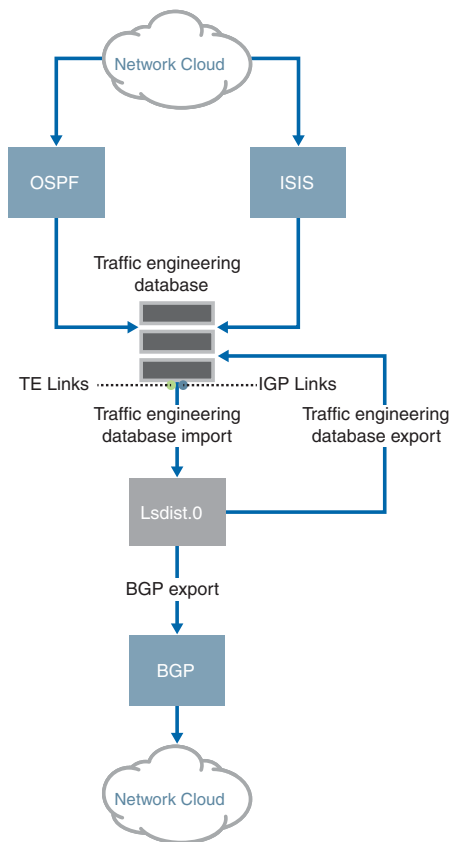 Network Cloud
OSPF
ISIS
Traffic engineering
database
TE Links
IGP Links
Traffic engineering
database import
Traffic engineering
database export
Lsdist.0
BGP export
BGP
Network Cloud